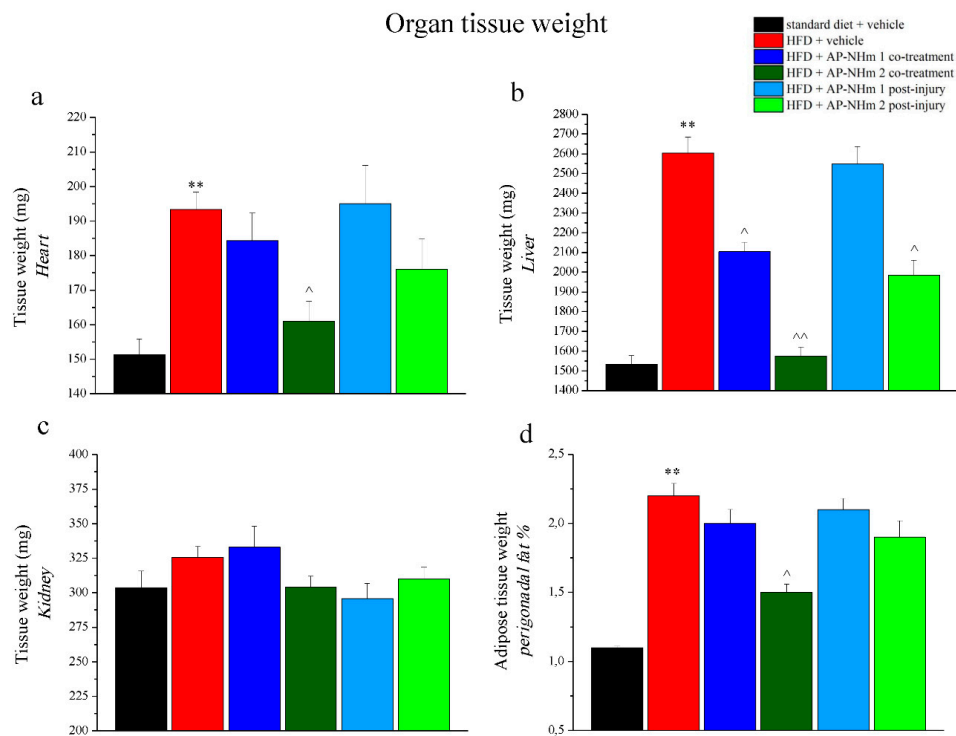 Organ tissue weight
standard diet + vehicle
HFD + vehicle
HFD + AP-NHm 1 co-treatment
HFD + AP-NHm 2 co-treatment
HFD + AP-NHm 1 post-injury
HFD + AP-NHm 2 post-injury
a
220
210
200
190
180
170
160
150
140
Tissue weight (mg)
Heart
**
^
b
2800
2700
2600
2500
2400
2300
2200
2100
2000
1900
1800
1700
1600
1500
1400
Tissue weight (mg)
Liver
**
^
^^
^
c
400
375
350
325
300
275
250
225
200
Tissue weight (mg)
Kidney
d
2,5
2,0
1,5
1,0
0,5
Adipose tissue weight
perigonadal fat %
**
^